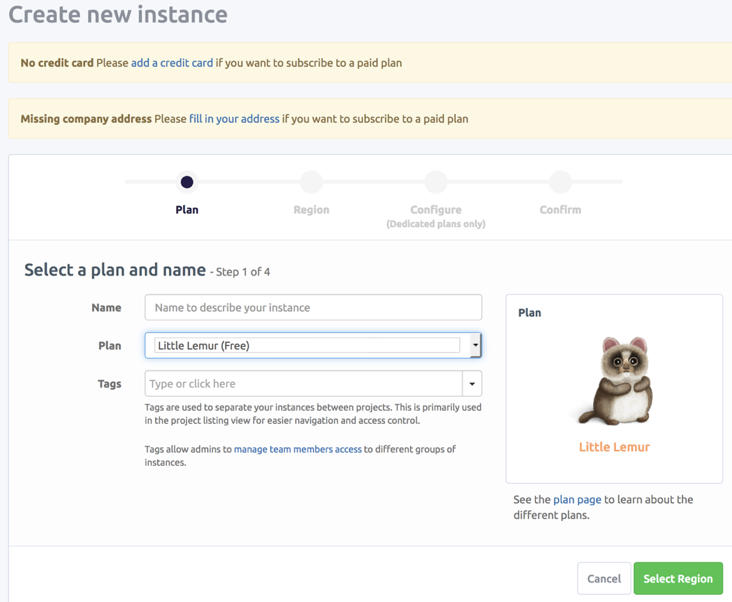 Create new instance
No credit card Please add a credit card if you want to subscribe to a paid plan
Missing company address Please fill in your address if you want to subscribe to a paid plan
Plan
Region
Configure
(Dedicated plans only)
Confirm
Select a plan and name - Step 1 of 4
Name
Name to describe your instance
Plan
Little Lemur (Free)
Tags
Type or click here
Tags are used to separate your instances between projects. This is primarily used
in the project listing view for easier navigation and access control.
Tags allow admins to manage team members access to different groups of
instances.
Plan
Little Lemur
See the plan page to learn about the
different plans.
Cancel
Select Region